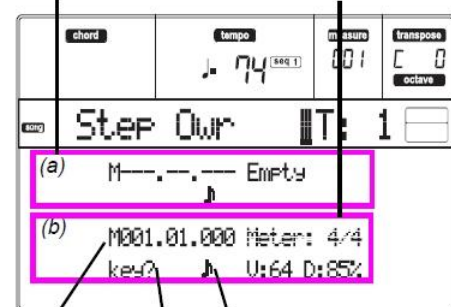 chord tempo measure transpose
♩. 74 seq 1 001 C 0
octave
song Step Owr T: 1
(a) M---.--.--- Empty
♪
(b) M001.01.000 Meter: 4/4
key? ♪ V:64 D:85%